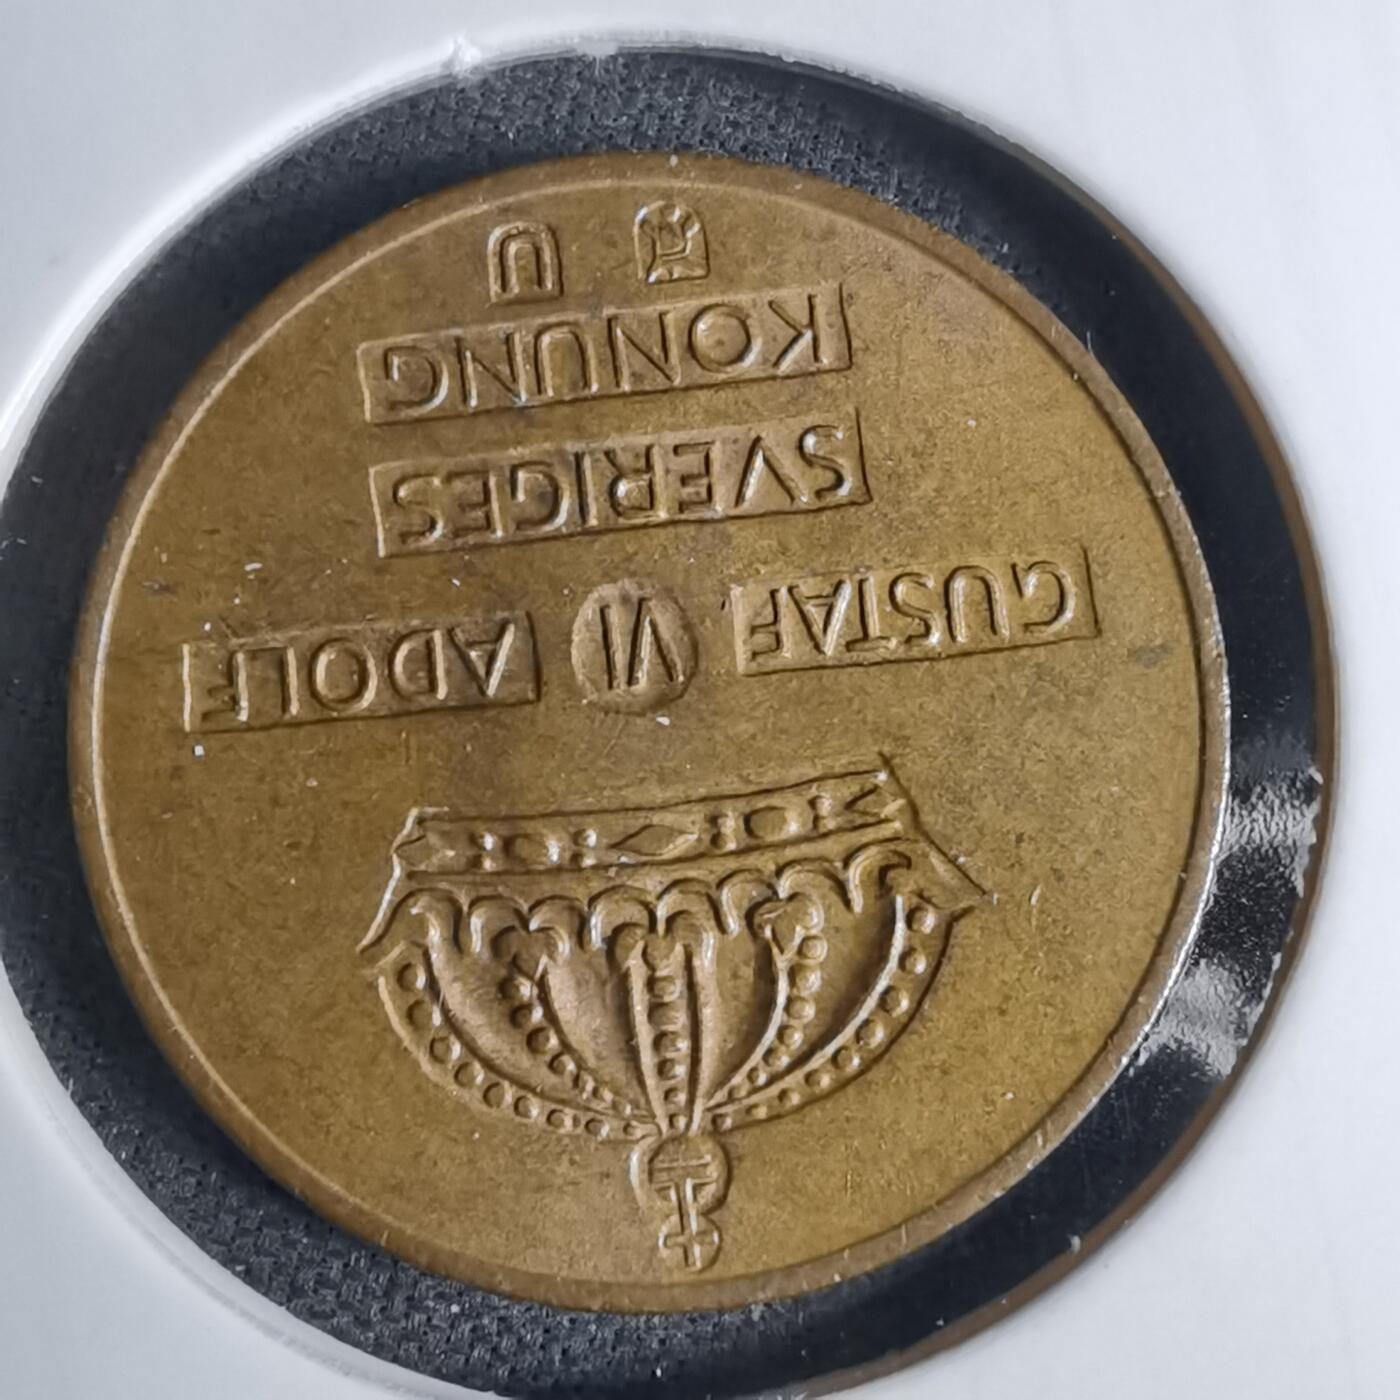 GUSTAF VI ADOLF
SVERIGES
KONUNG
U